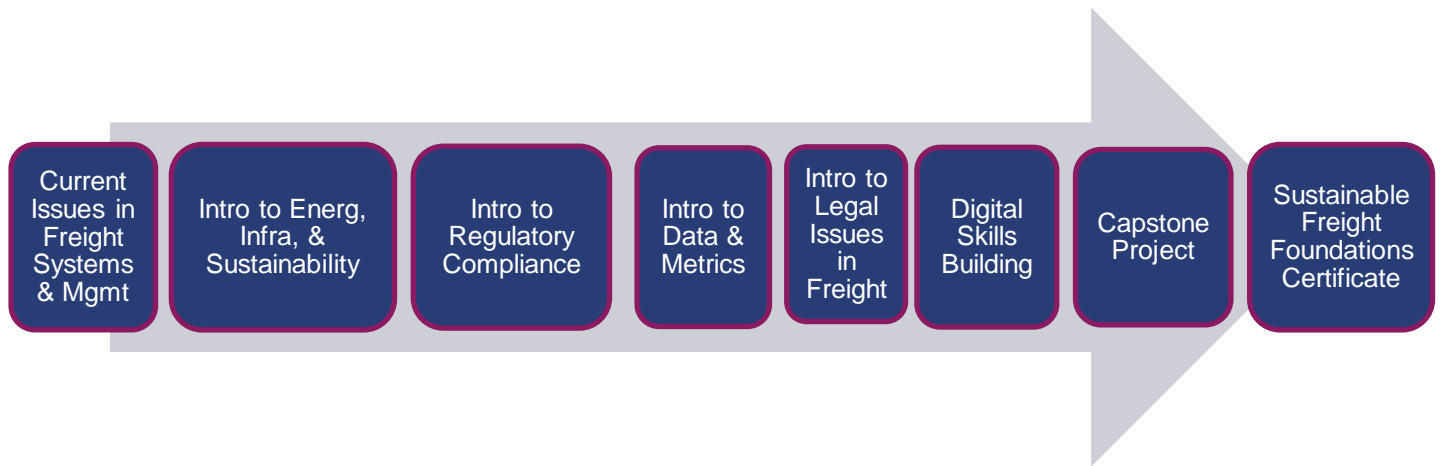 Current
Issues in
Freight
Systems
& Mgmt
Intro to Energ,
Infra, &
Sustainability
Intro to
Regulatory
Compliance
Intro to
Data &
Metrics
Intro to
Legal
Issues
in
Freight
Digital
Skills
Building
Capstone
Project
Sustainable
Freight
Foundations
Certificate